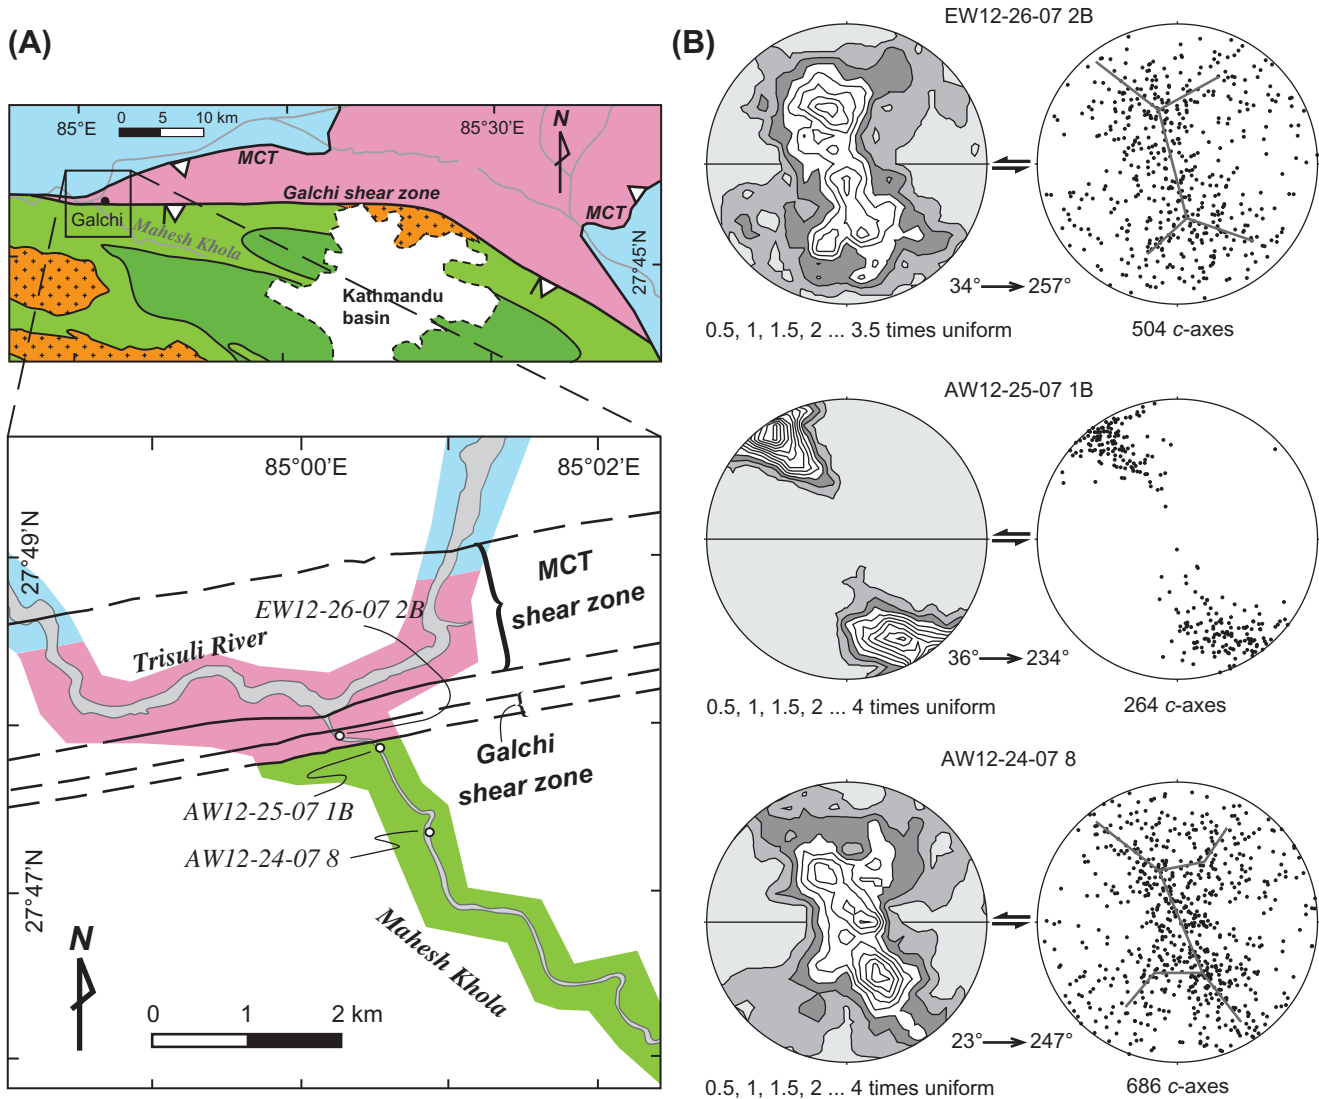 (A)
85°E
0 5 10 km
85°30'E
N
MCT
Galchi shear zone
Galchi
MCT
Mahesh Khola
27°45'N
Kathmandu
basin
85°00'E
85°02'E
27°49'N
MCT
shear zone
EW12-26-07 2B
Trisuli River
Galchi
shear zone
AW12-25-07 1B
AW12-24-07 8
27°47'N
Mahesh Khola
N
0 1 2 km
(B)
EW12-26-07 2B
34° 257°
0.5, 1, 1.5, 2 ... 3.5 times uniform
504 c-axes
AW12-25-07 1B
36° 234°
0.5, 1, 1.5, 2 ... 4 times uniform
264 c-axes
AW12-24-07 8
23° 247°
0.5, 1, 1.5, 2 ... 4 times uniform
686 c-axes